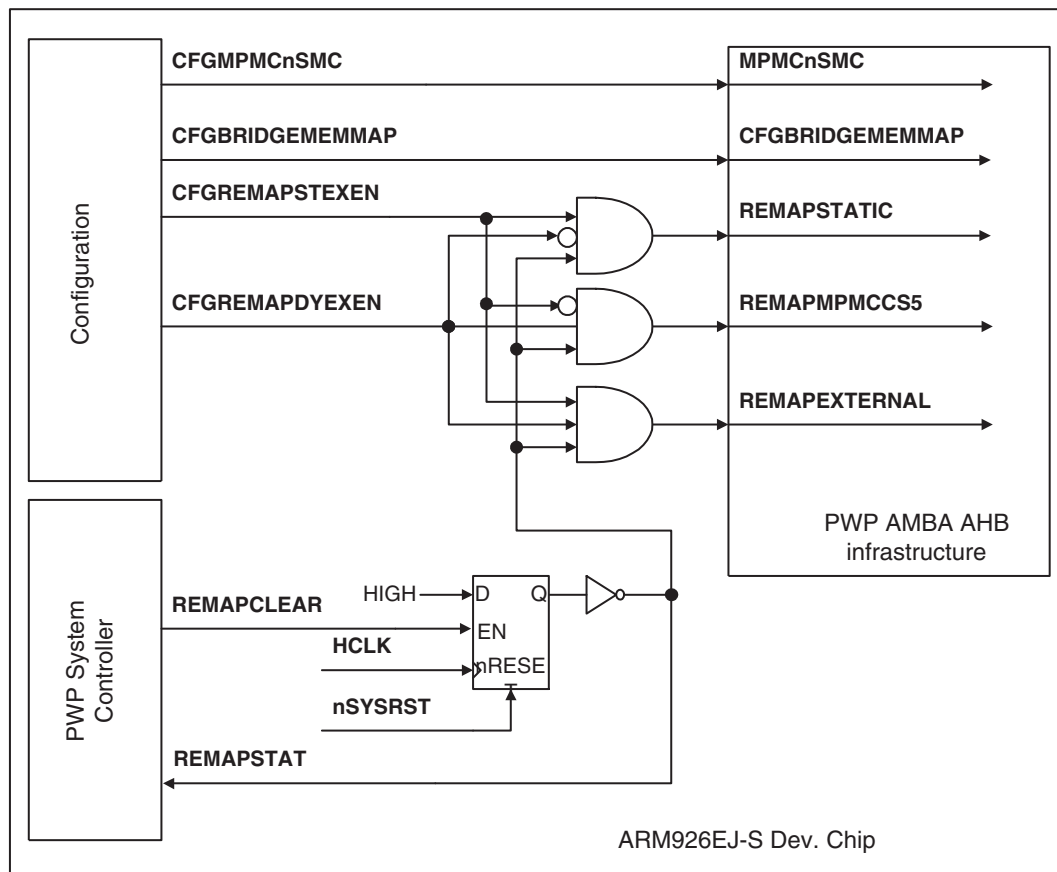 CFGMPMCnSMC
MPMCnSMC
CFGBRIDGEMEMMAP
CFGBRIDGEMEMMAP
CFGREMAPSTEXEN
REMAPSTATIC
Configuration
CFGREMAPDYEXEN
REMAPMPMCCS5
REMAPEXTERNAL
PWP AMBA AHB
infrastructure
HIGH
D
Q
REMAPCLEAR
EN
HCLK
nRESE
T
PWP System
Controller
nSYSRST
REMAPSTAT
ARM926EJ-S Dev. Chip